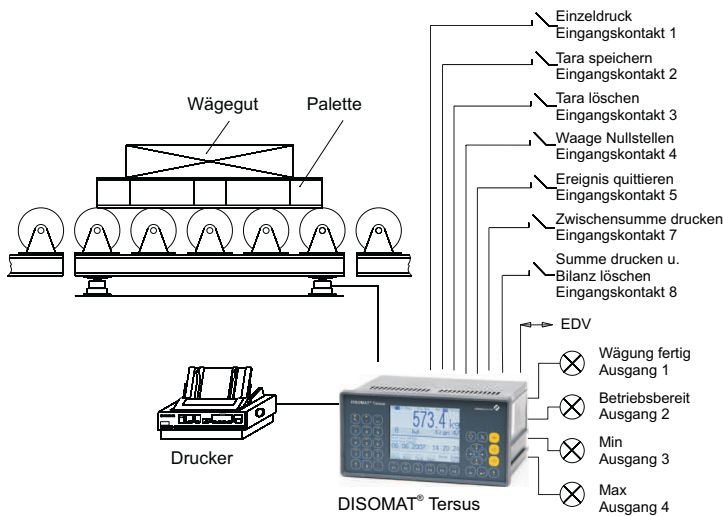 Einzeldruck
Eingangskontakt 1
Tara speichern
Eingangskontakt 2
Tara löschen
Eingangskontakt 3
Waage Nullstellen
Eingangskontakt 4
Ereignis quittieren
Eingangskontakt 5
Zwischensumme drucken
Eingangskontakt 7
Summe drucken u.
Bilanz löschen
Eingangskontakt 8
Wägegut
Palette
EDV
Wägung fertig
Ausgang 1
Betriebsbereit
Ausgang 2
Min
Ausgang 3
Max
Ausgang 4
Drucker
DISOMAT® Tersus
573.4 kg
DISOMAT® Tersus